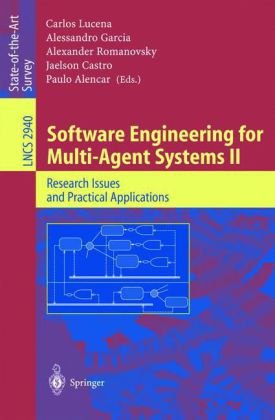 State-of-the-Art
Survey
LNCS 2940
Carlos Lucena
Alessandro Garcia
Alexander Romanovsky
Jaelson Castro
Paulo Alencar (Eds.)
Software Engineering for
Multi-Agent Systems II
Research Issues
and Practical Applications
Springer